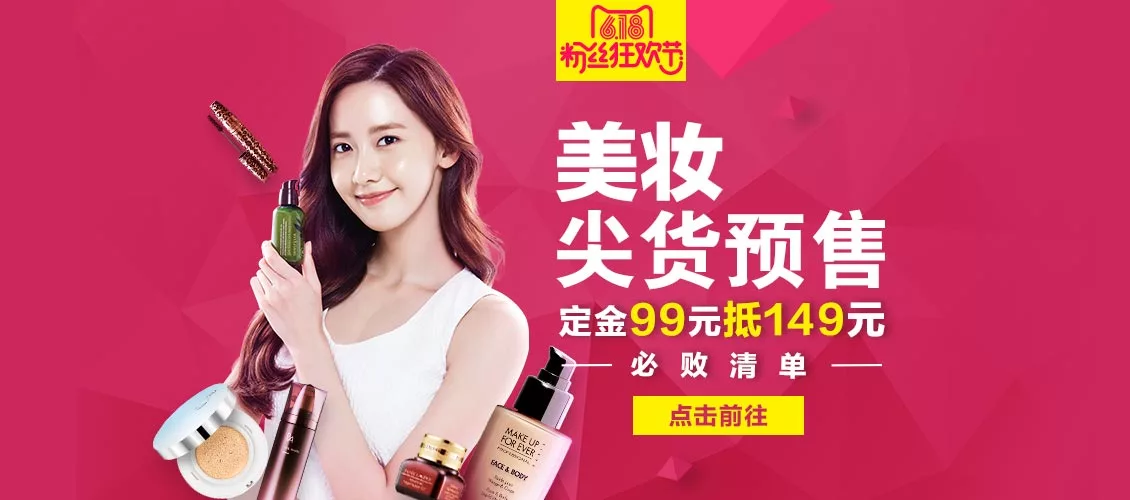 6.18
粉丝狂欢节
美妆
尖货预售
定金99元抵149元
必败清单
点击前往
MAKE UP
FOR EVER
PROFESSIONAL
FACE & BODY